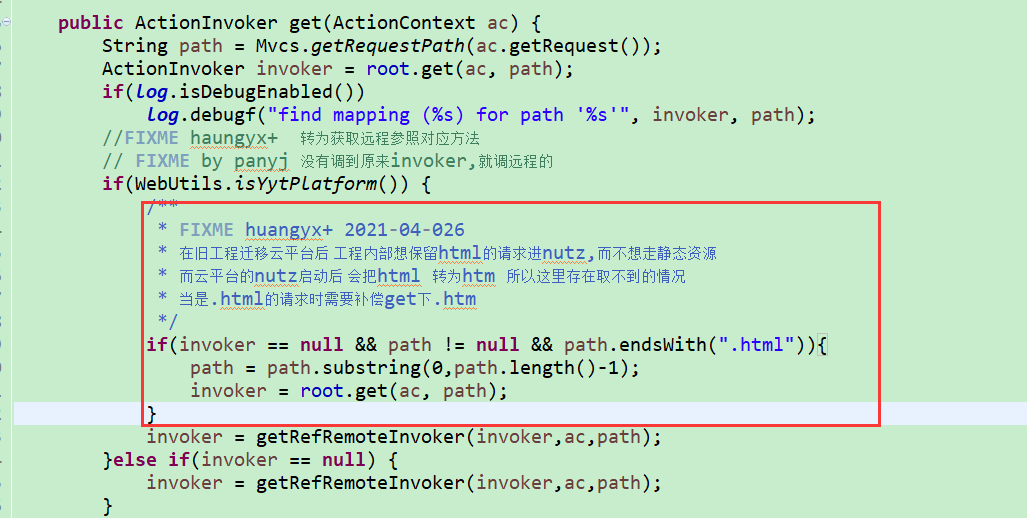 public ActionInvoker get(ActionContext ac) {
String path = Mvcs.getRequestPath(ac.getRequest());
ActionInvoker invoker = root.get(ac, path);
if(log.isDebugEnabled())
log.debugf("find mapping (%s) for path '%s'", invoker, path);
//FIXME haungyx+ 转为获取远程参照对应方法
// FIXME by panyj 没有调到原来invoker,就调远程的
if(WebUtils.isYytPlatform()) {
/**
* FIXME huangyx+ 2021-04-026
* 在旧工程迁移云平台后 工程内部想保留html的请求进nutz,而不想走静态资源
* 而云平台的nutz启动后 会把html 转为htm 所以这里存在取不到的情况
* 当是.html的请求时需要补偿get下.htm
*/
if(invoker == null && path != null && path.endsWith(".html")){
path = path.substring(0,path.length()-1);
invoker = root.get(ac, path);
}
invoker = getRefRemoteInvoker(invoker,ac,path);
}else if(invoker == null) {
invoker = getRefRemoteInvoker(invoker,ac,path);
}